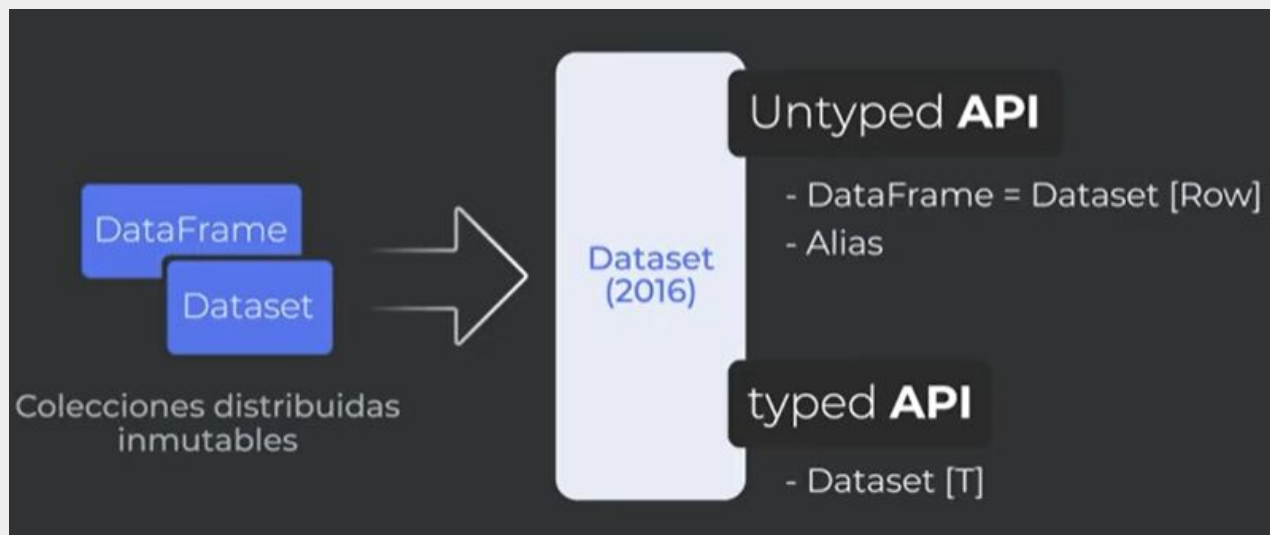 DataFrame
Dataset
Colecciones distribuidas
inmutables
Dataset
(2016)
Untyped API
- DataFrame = Dataset [Row]
- Alias
typed API
- Dataset [T]